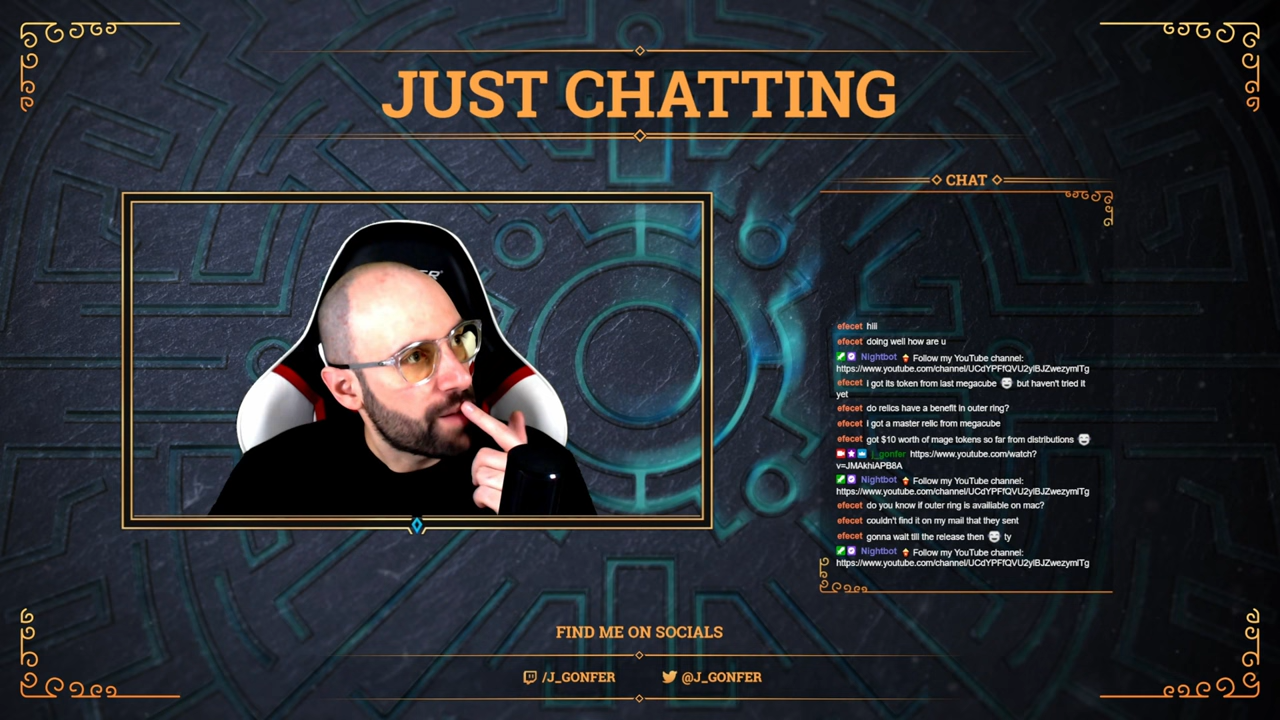 JUST CHATTING
CHAT
efecet hiii
efecet doing well how are u
Nightbot Follow my YouTube channel:
https://www.youtube.com/channel/UCdYPFfQVU2ylBJZwezymlTg
efecet I got its token from last megacube but haven't tried it
yet
efecet do relics have a benefit in outer ring?
efecet I got a master relic from megacube
efecet got $10 worth of mage tokens so far from distributions
j_gonfer https://www.youtube.com/watch?
v=JMAkhiAPB8A
Nightbot Follow my YouTube channel:
https://www.youtube.com/channel/UCdYPFfQVU2ylBJZwezymlTg
efecet do you know if outer ring is availiable on mac?
efecet couldn't find it on my mail that they sent
efecet gonna wait till the release then ty
Nightbot Follow my YouTube channel:
https://www.youtube.com/channel/UCdYPFfQVU2ylBJZwezymlTg
FIND ME ON SOCIALS
/J_GONFER @J_GONFER